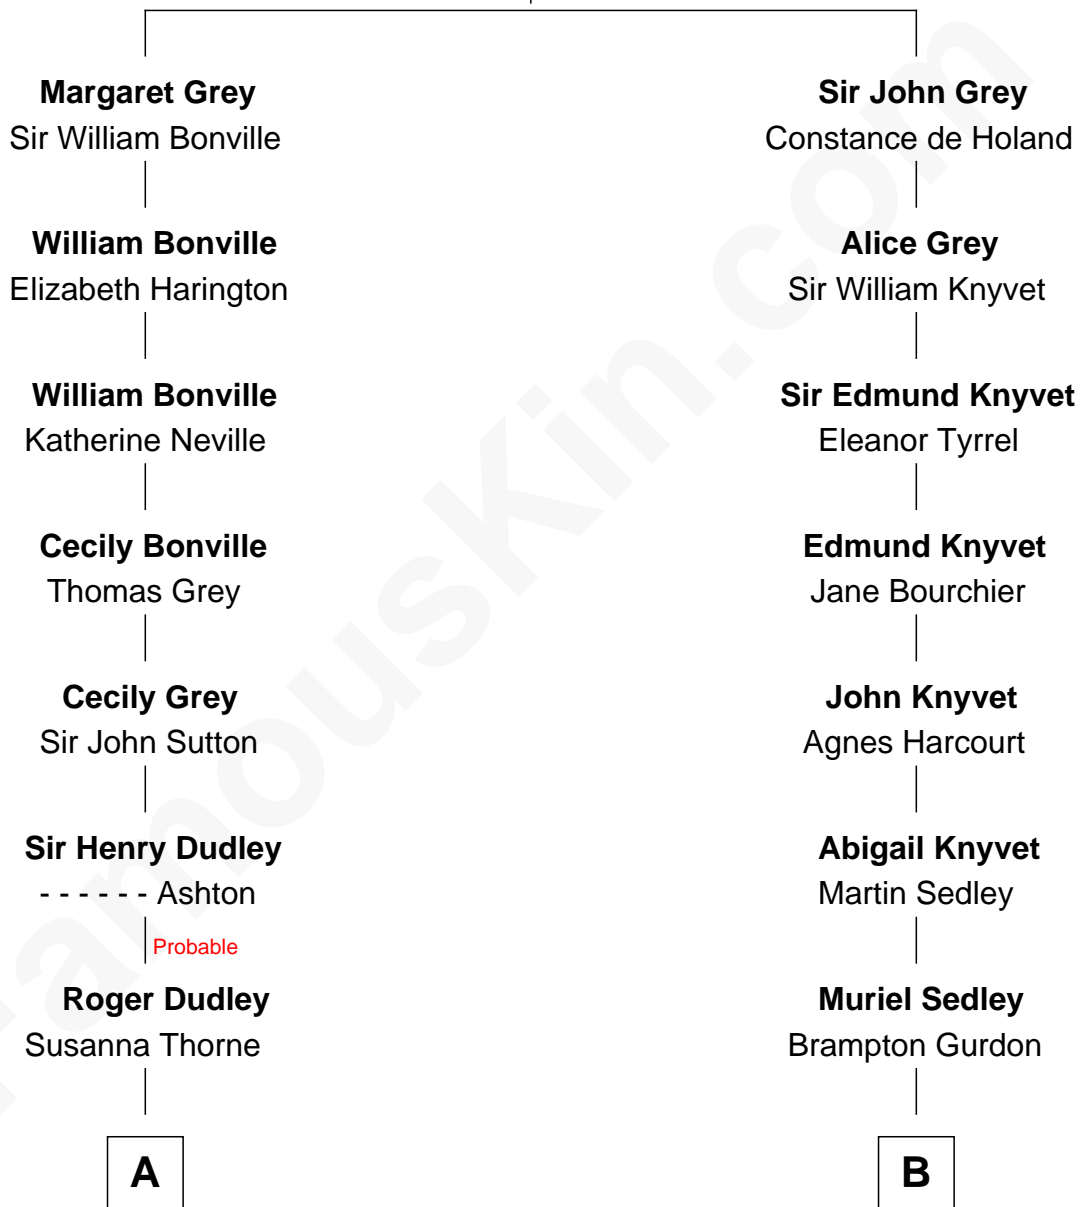 Margaret Grey
Sir William Bonville
William Bonville
Elizabeth Harington
William Bonville
Katherine Neville
Cecily Bonville
Thomas Grey
Cecily Grey
Sir John Sutton
Sir Henry Dudley
- - - - - - Ashton
Probable
Roger Dudley
Susanna Thorne
A
Sir John Grey
Constance de Holand
Alice Grey
Sir William Knyvet
Sir Edmund Knyvet
Eleanor Tyrrel
Edmund Knyvet
Jane Bourchier
John Knyvet
Agnes Harcourt
Abigail Knyvet
Martin Sedley
Muriel Sedley
Brampton Gurdon
B
FamousKin.com